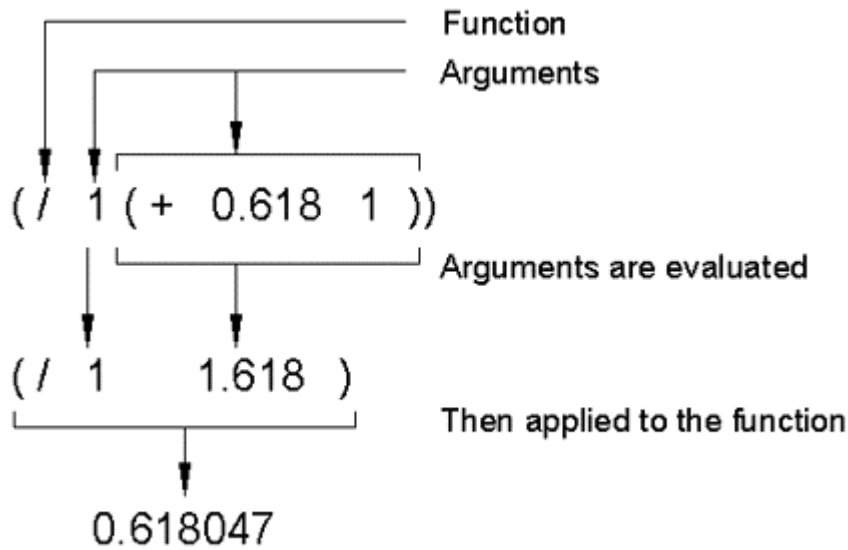 Function
Arguments
( / 1 ( + 0.618 1 ))
Arguments are evaluated
( / 1 1.618 )
Then applied to the function
0.618047